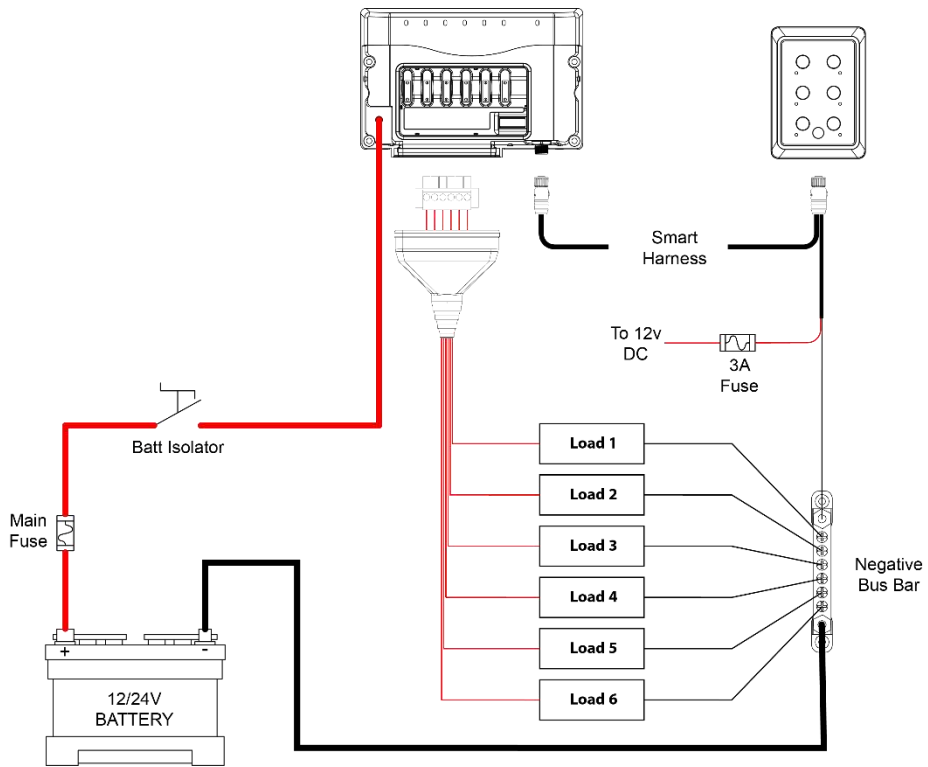 Smart
Harness
To 12v
DC
3A
Fuse
Batt Isolator
Load 1
Load 2
Main
Fuse
Load 3
Negative
Bus Bar
Load 4
Load 5
+ -
12/24V
BATTERY
Load 6